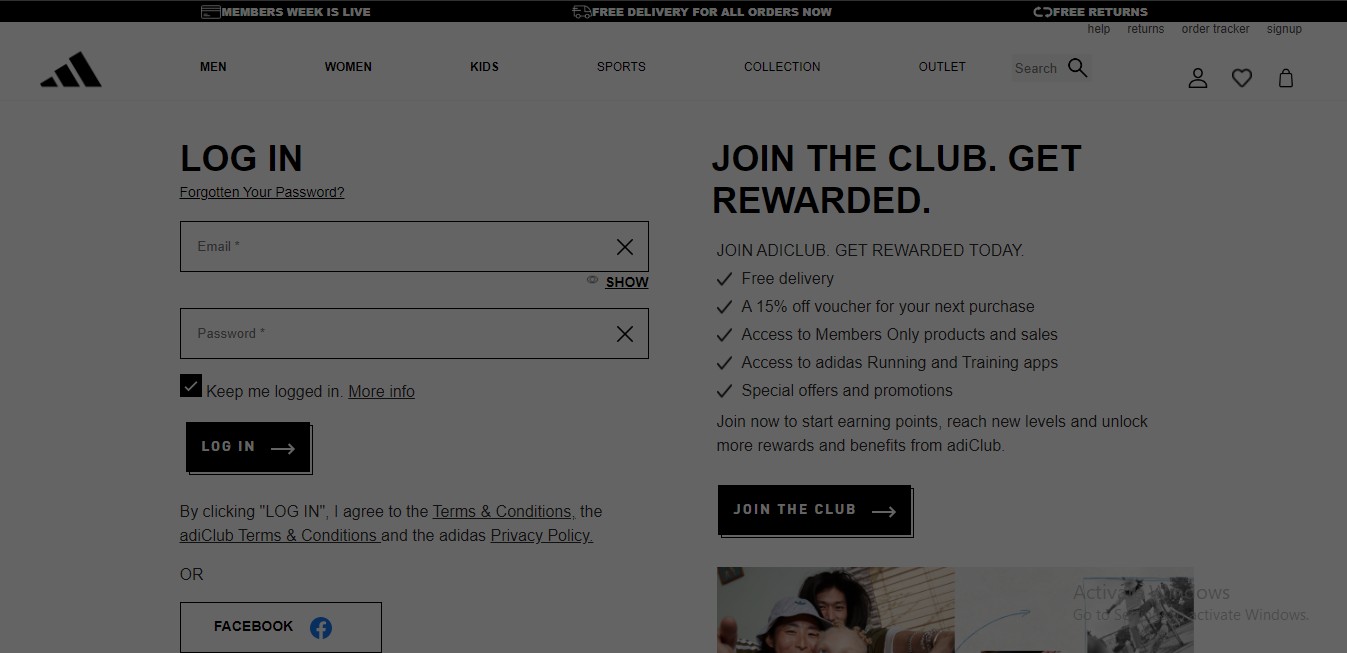 MEMBERS WEEK IS LIVE
FREE DELIVERY FOR ALL ORDERS NOW
FREE RETURNS
help returns order tracker signup
MEN WOMEN KIDS SPORTS COLLECTION OUTLET Search
LOG IN
Forgotten Your Password?
Email *
SHOW
Password *
Keep me logged in. More info
LOG IN
By clicking "LOG IN", I agree to the Terms & Conditions, the
adiClub Terms & Conditions and the adidas Privacy Policy.
OR
FACEBOOK
JOIN THE CLUB. GET
REWARDED.
JOIN ADICLUB. GET REWARDED TODAY.
Free delivery
A 15% off voucher for your next purchase
Access to Members Only products and sales
Access to adidas Running and Training apps
Special offers and promotions
Join now to start earning points, reach new levels and unlock
more rewards and benefits from adiClub.
JOIN THE CLUB
Activate Windows
Go to Settings to activate Windows.